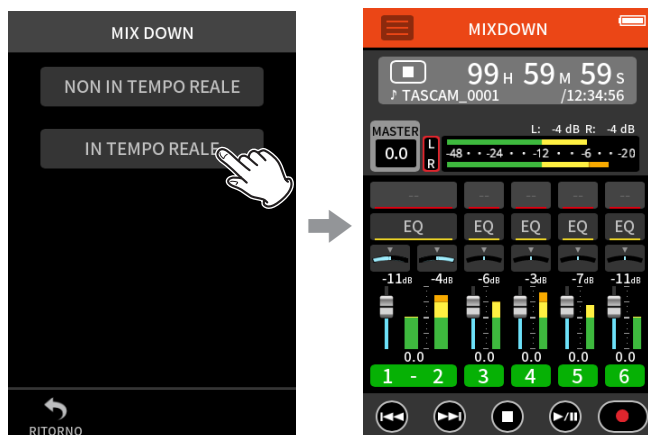 MIX DOWN
NON IN TEMPO REALE
IN TEMPO REALE
RITORNO
MIXDOWN
99 H 59 M 59 S
♪ TASCAM_0001 /12:34:56
MASTER L: -4 dB R: -4 dB
0.0 L R -48 • • -24 • • -12 • • -6 • • -20
-- -- -- -- --
EQ EQ EQ EQ EQ
-11dB -4dB -6dB -3dB -7dB -11dB
0.0 0.0 0.0 0.0 0.0
1 - 2 3 4 5 6